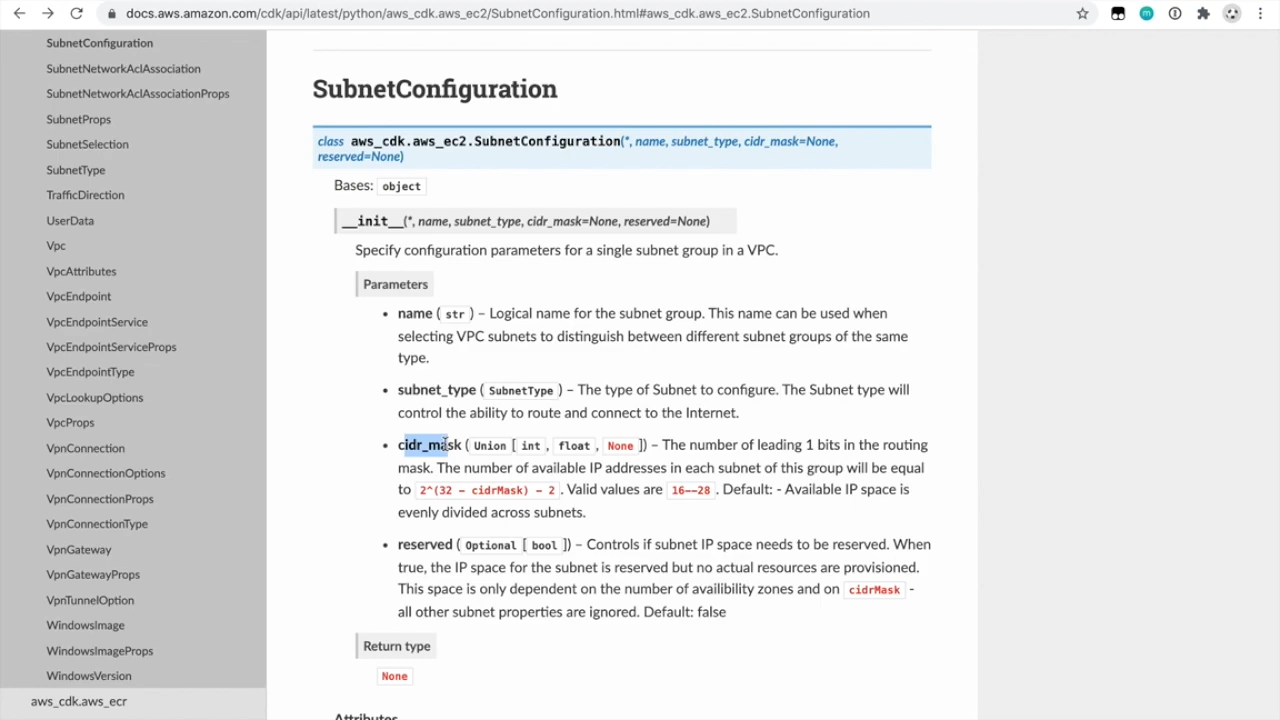 docs.aws.amazon.com/cdk/api/latest/python/aws_cdk.aws_ec2/SubnetConfiguration.html#aws_cdk.aws_ec2.SubnetConfiguration
SubnetConfiguration
SubnetNetworkAclAssociation
SubnetNetworkAclAssociationProps
SubnetProps
SubnetSelection
SubnetType
TrafficDirection
UserData
Vpc
VpcAttributes
VpcEndpoint
VpcEndpointService
VpcEndpointServiceProps
VpcEndpointType
VpcLookupOptions
VpcProps
VpnConnection
VpnConnectionOptions
VpnConnectionProps
VpnConnectionType
VpnGateway
VpnGatewayProps
VpnTunnelOption
WindowsImage
WindowsImageProps
WindowsVersion
aws_cdk.aws_ecr
SubnetConfiguration
class aws_cdk.aws_ec2.SubnetConfiguration(*, name, subnet_type, cidr_mask=None,
reserved=None)
Bases: object
__init__(*, name, subnet_type, cidr_mask=None, reserved=None)
Specify configuration parameters for a single subnet group in a VPC.
Parameters
• name ( str ) – Logical name for the subnet group. This name can be used when
selecting VPC subnets to distinguish between different subnet groups of the same
type.
• subnet_type ( SubnetType ) – The type of Subnet to configure. The Subnet type will
control the ability to route and connect to the Internet.
• cidr_mask ( Union [ int , float , None ]) – The number of leading 1 bits in the routing
mask. The number of available IP addresses in each subnet of this group will be equal
to 2^(32 - cidrMask) - 2 . Valid values are 16--28 . Default: - Available IP space is
evenly divided across subnets.
• reserved ( Optional [ bool ]) – Controls if subnet IP space needs to be reserved. When
true, the IP space for the subnet is reserved but no actual resources are provisioned.
This space is only dependent on the number of availibility zones and on cidrMask -
all other subnet properties are ignored. Default: false
Return type
None
Attributes